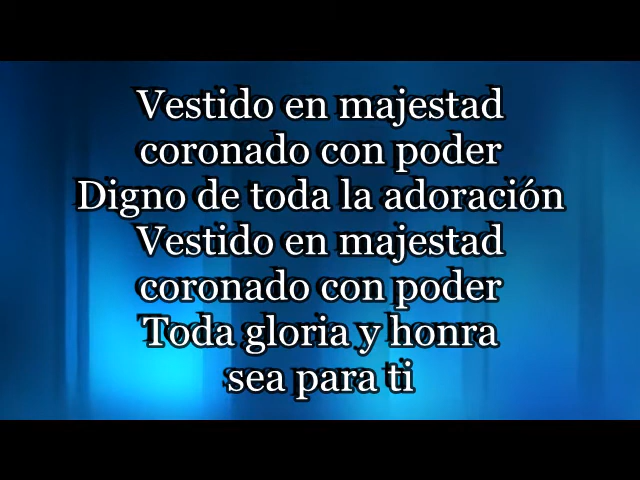 Vestido en majestad
coronado con poder
Digno de toda la adoración
Vestido en majestad
coronado con poder
Toda gloria y honra
sea para ti